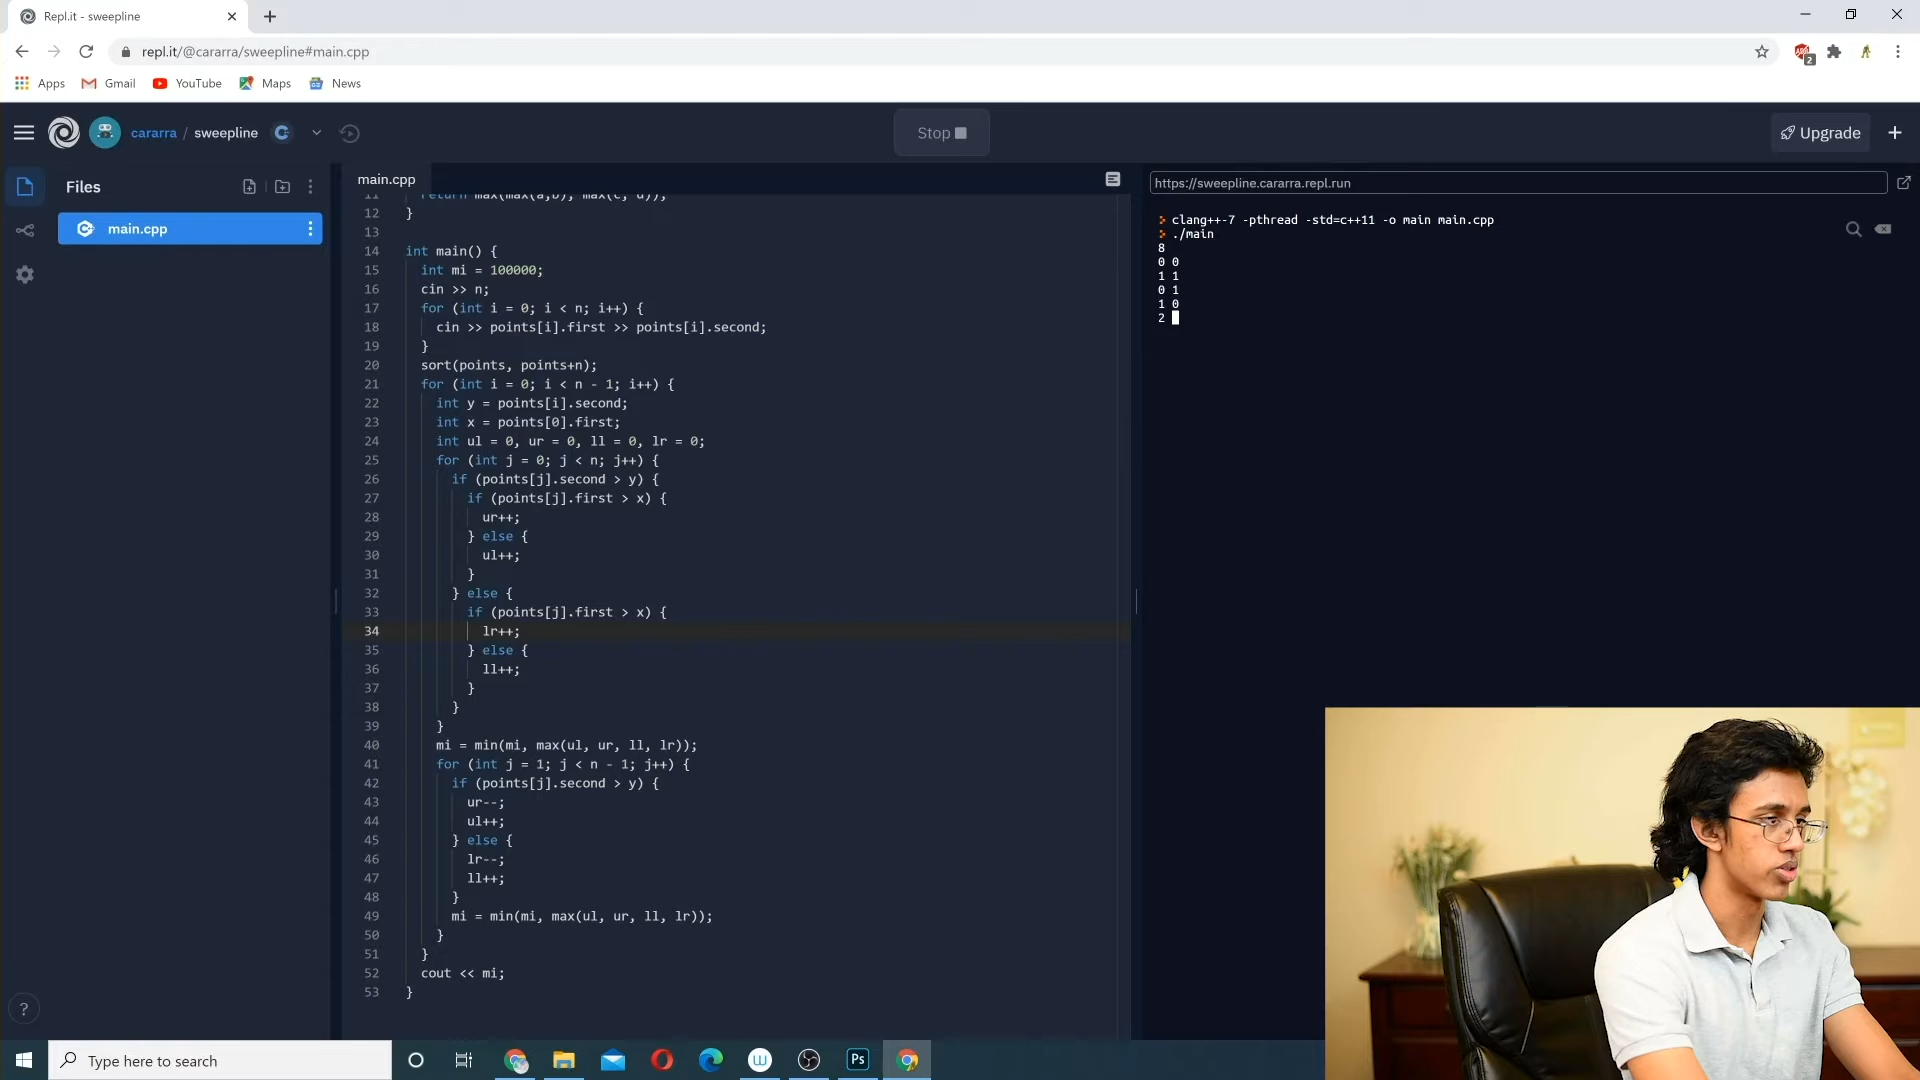 Repl.it - sweepline
repl.it/@cararra/sweepline#main.cpp
2
Apps Gmail YouTube Maps News
cararra / sweepline
Stop
Upgrade
Files
main.cpp
main.cpp
11 return max(max(a,b), max(c, d));
12 }
13
14 int main() {
15 int mi = 100000;
16 cin >> n;
17 for (int i = 0; i < n; i++) {
18 cin >> points[i].first >> points[i].second;
19 }
20 sort(points, points+n);
21 for (int i = 0; i < n - 1; i++) {
22 int y = points[i].second;
23 int x = points[0].first;
24 int ul = 0, ur = 0, ll = 0, lr = 0;
25 for (int j = 0; j < n; j++) {
26 if (points[j].second > y) {
27 if (points[j].first > x) {
28 ur++;
29 } else {
30 ul++;
31 }
32 } else {
33 if (points[j].first > x) {
34 lr++;
35 } else {
36 ll++;
37 }
38 }
39 }
40 mi = min(mi, max(ul, ur, ll, lr));
41 for (int j = 1; j < n - 1; j++) {
42 if (points[j].second > y) {
43 ur--;
44 ul++;
45 } else {
46 lr--;
47 ll++;
48 }
49 mi = min(mi, max(ul, ur, ll, lr));
50 }
51 }
52 cout << mi;
53 }
https://sweepline.cararra.repl.run
clang++-7 -pthread -std=c++11 -o main main.cpp
./main
8
0 0
1 1
0 1
1 0
2
?
Type here to search
Ps